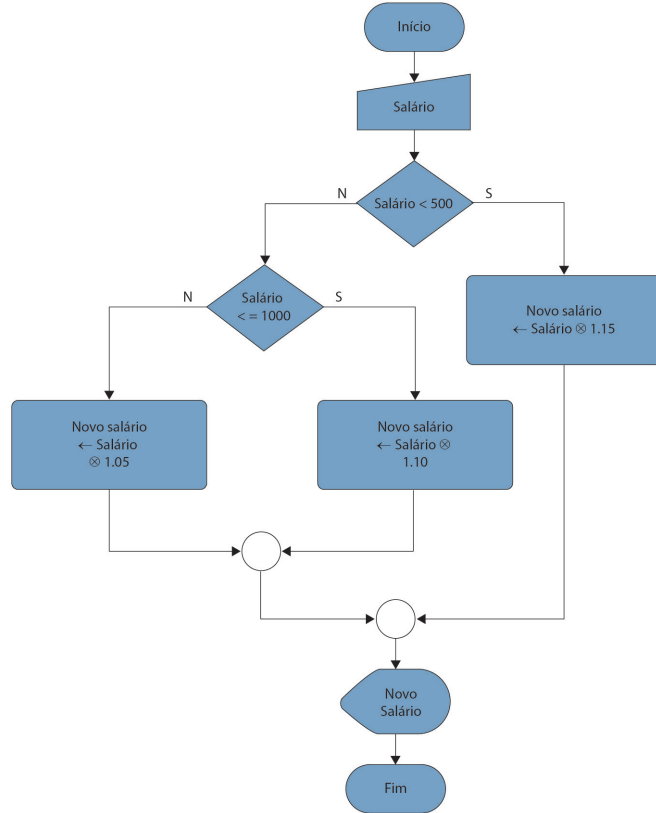 Início
Salário
N
Salário < 500
S
N
Salário
< = 1000
S
Novo salário
← Salário ⊗ 1.15
Novo salário
← Salário
⊗ 1.05
Novo salário
← Salário ⊗
1.10
Novo
Salário
Fim